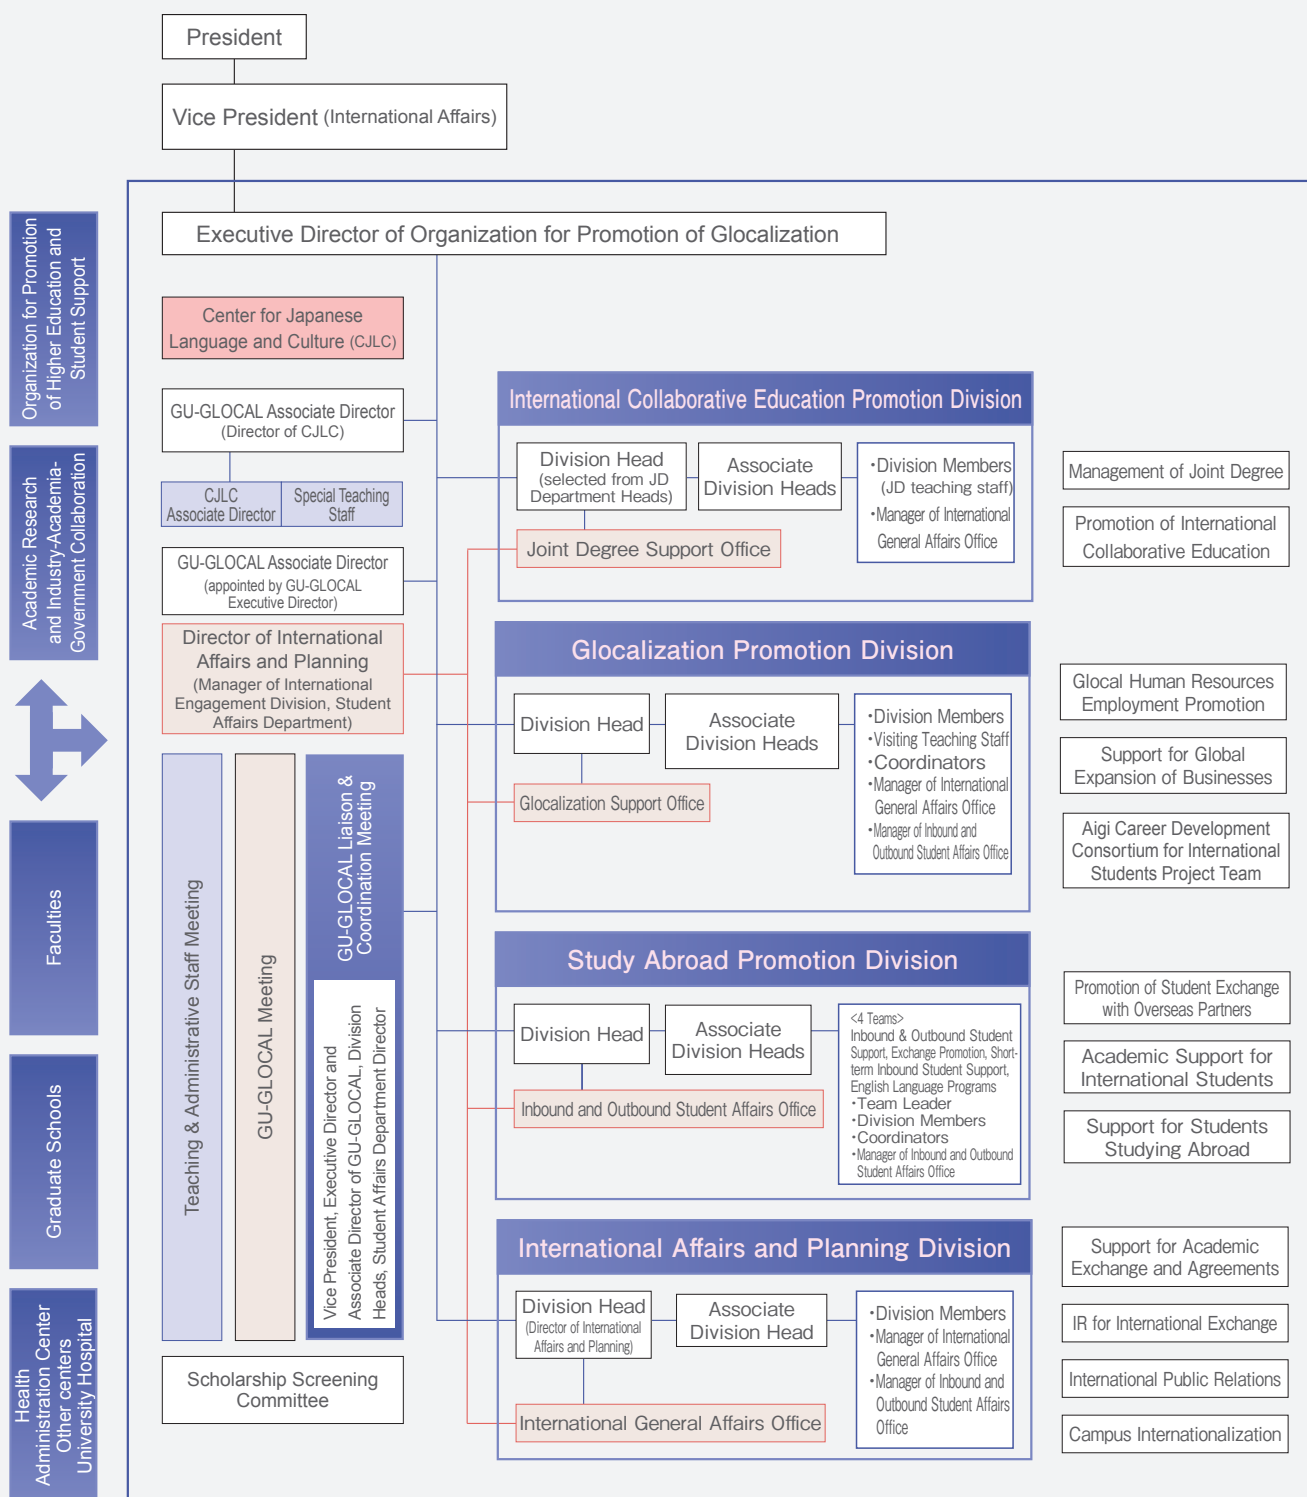 President
Vice President (International Affairs)
Executive Director of Organization for Promotion of Glocalization
Organization for Promotion
of Higher Education and
Student Support
Academic Research
and Industry-Academia-
Government Collaboration
Faculties
Graduate Schools
Health
Administration Center
Other centers
University Hospital
Center for Japanese
Language and Culture (CJLC)
GU-GLOCAL Associate Director
(Director of CJLC)
CJLC
Associate Director
Special Teaching
Staff
GU-GLOCAL Associate Director
(appointed by GU-GLOCAL
Executive Director)
Director of International
Affairs and Planning
(Manager of International
Engagement Division, Student
Affairs Department)
Teaching & Administrative Staff Meeting
GU-GLOCAL Meeting
GU-GLOCAL Liaison &
Coordination Meeting
Vice President, Executive Director and
Associate Director of GU-GLOCAL, Division
Heads, Student Affairs Department Director
Scholarship Screening
Committee
International Collaborative Education Promotion Division
Division Head
(selected from JD
Department Heads)
Associate
Division Heads
・Division Members
(JD teaching staff)
・Manager of International
General Affairs Office
Joint Degree Support Office
Management of Joint Degree
Promotion of International
Collaborative Education
Glocalization Promotion Division
Division Head
Associate
Division Heads
・Division Members
・Visiting Teaching Staff
・Coordinators
・Manager of International
General Affairs Office
・Manager of Inbound and
Outbound Student Affairs Office
Glocalization Support Office
Glocal Human Resources
Employment Promotion
Support for Global
Expansion of Businesses
Aigi Career Development
Consortium for International
Students Project Team
Study Abroad Promotion Division
Division Head
Associate
Division Heads
<4 Teams>
Inbound & Outbound Student
Support, Exchange Promotion, Short-
term Inbound Student Support,
English Language Programs
・Team Leader
・Division Members
・Coordinators
・Manager of Inbound and Outbound
Student Affairs Office
Inbound and Outbound Student Affairs Office
Promotion of Student Exchange
with Overseas Partners
Academic Support for
International Students
Support for Students
Studying Abroad
International Affairs and Planning Division
Division Head
(Director of International
Affairs and Planning)
Associate
Division Head
・Division Members
・Manager of International
General Affairs Office
・Manager of Inbound and
Outbound Student Affairs
Office
International General Affairs Office
Support for Academic
Exchange and Agreements
IR for International Exchange
International Public Relations
Campus Internationalization